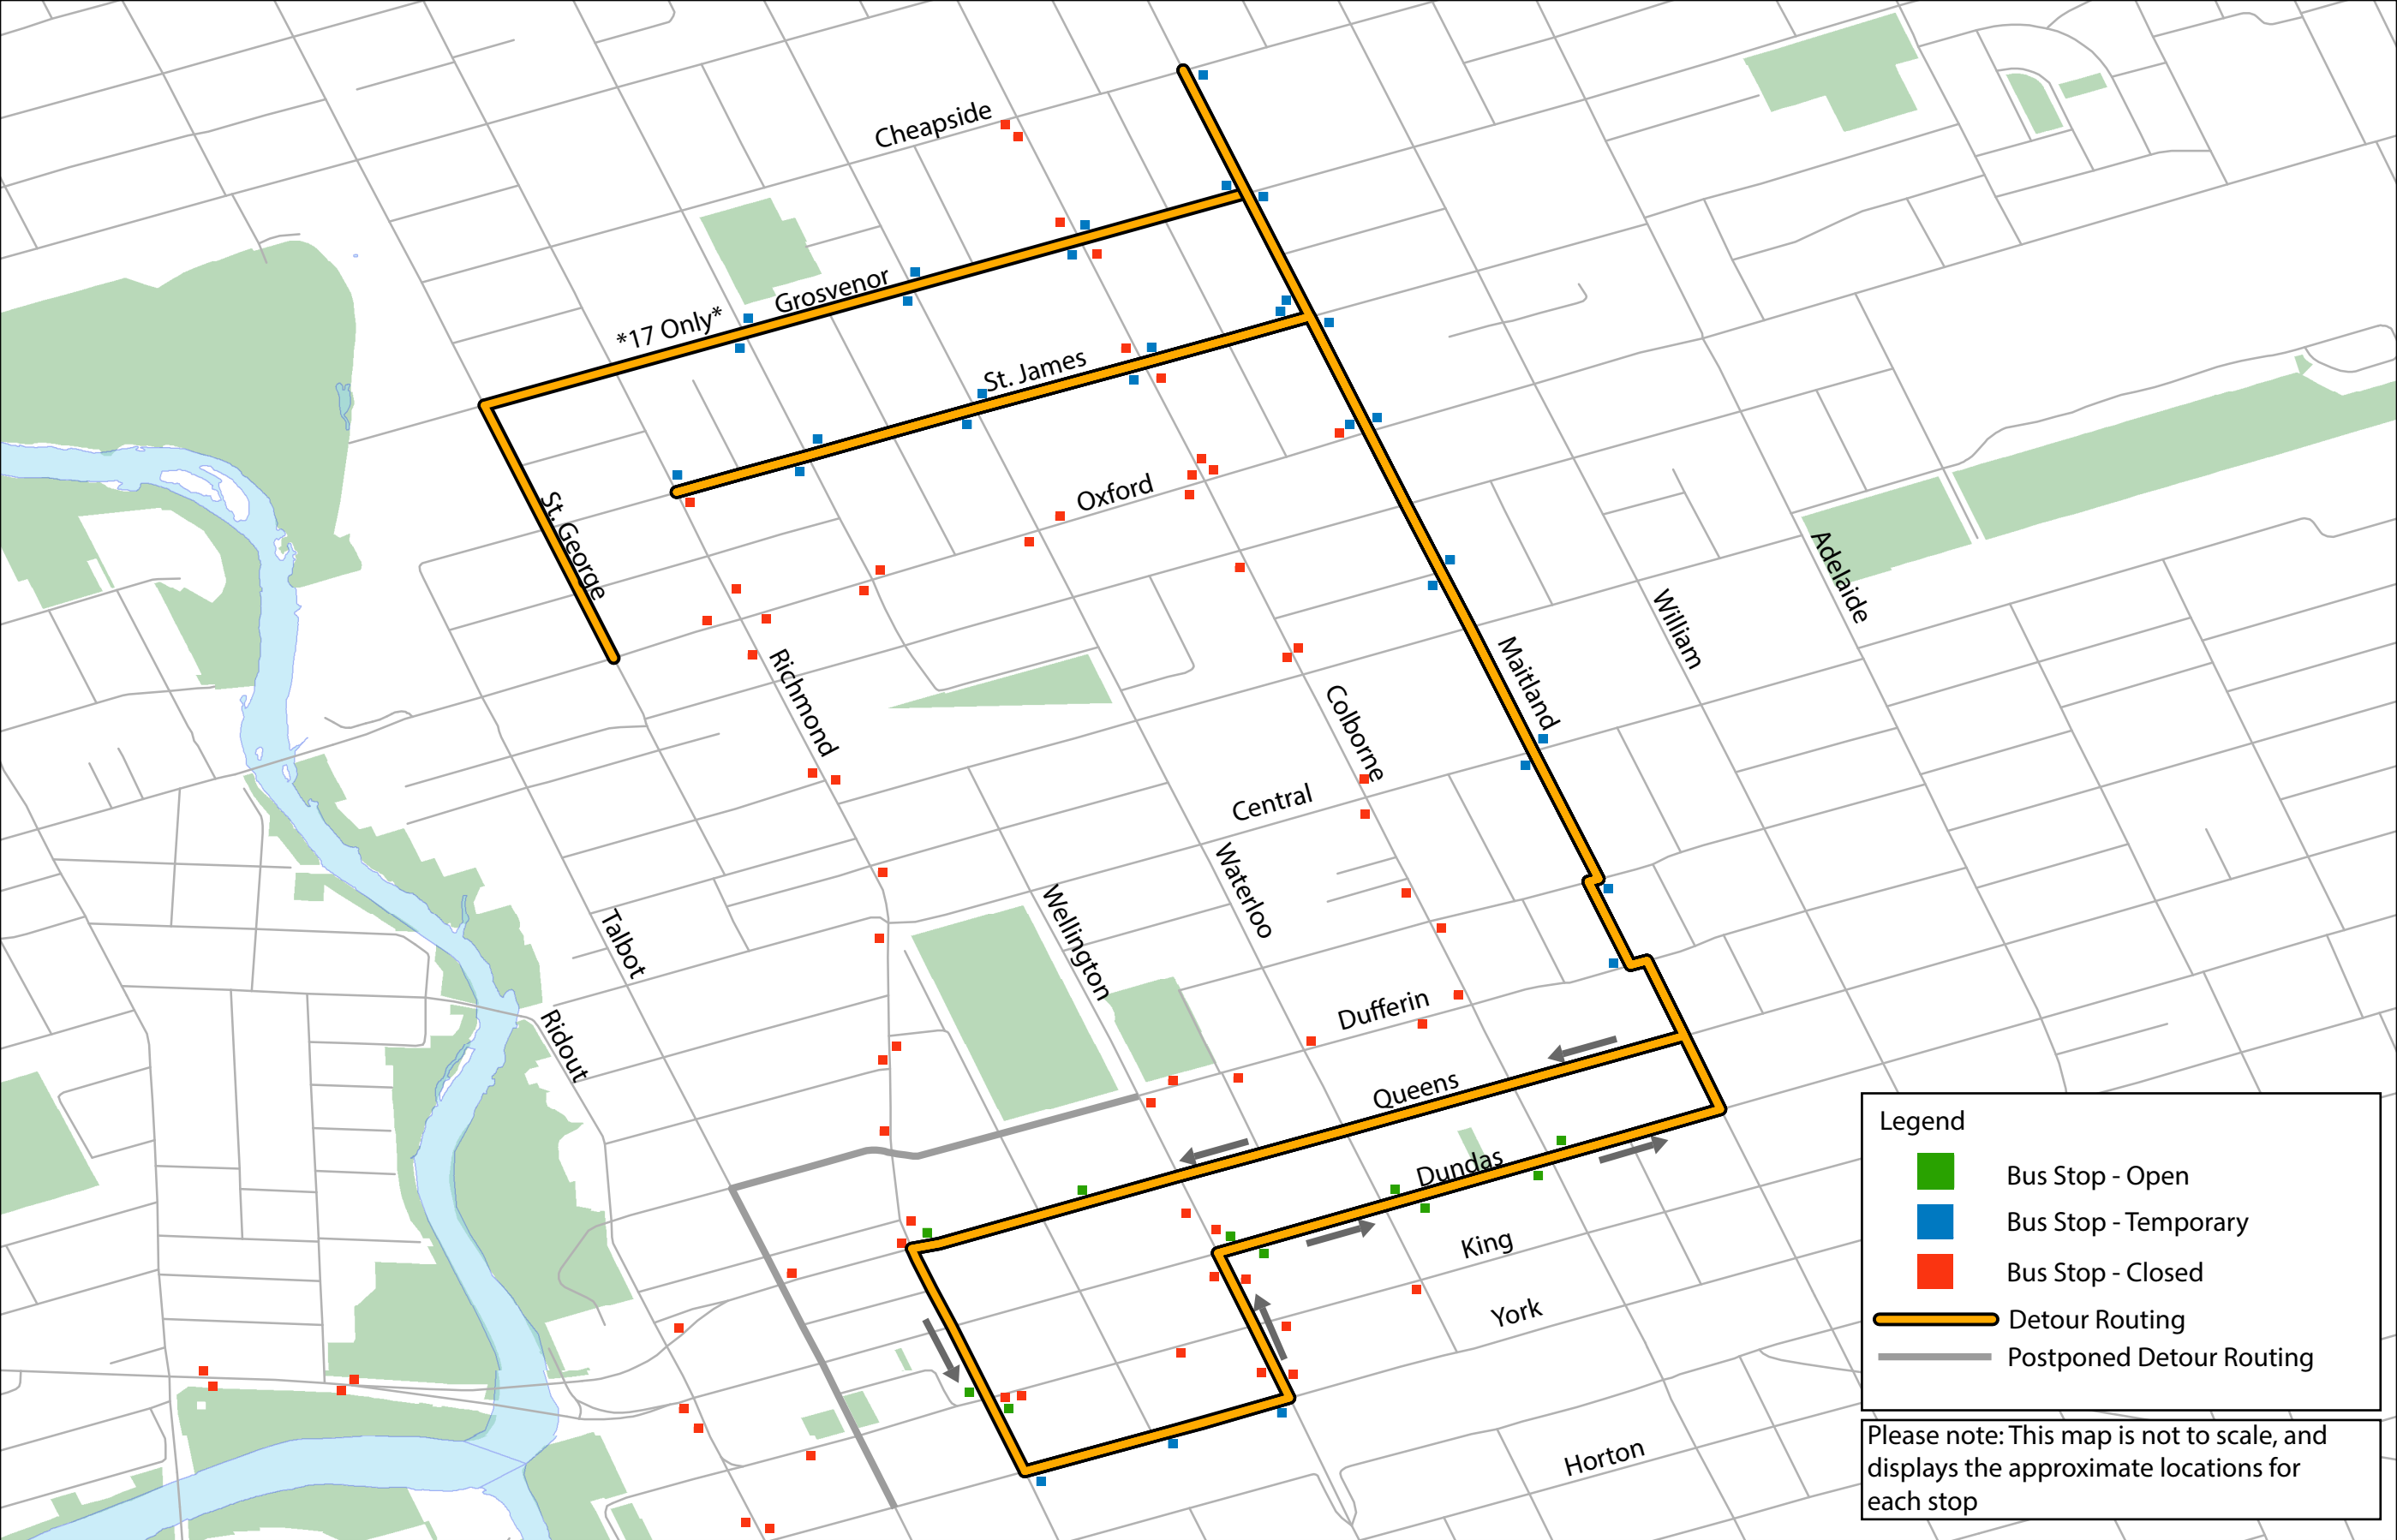 Cheapside
Grosvenor
*17 Only*
St. James
Oxford
St. George
Adelaide
William
Richmond
Maitland
Colborne
Central
Waterloo
Wellington
Talbot
Dufferin
Ridout
Queens
Dundas
King
York
Horton
Legend
Bus Stop - Open
Bus Stop - Temporary
Bus Stop - Closed
Detour Routing
Postponed Detour Routing
Please note: This map is not to scale, and
displays the approximate locations for
each stop